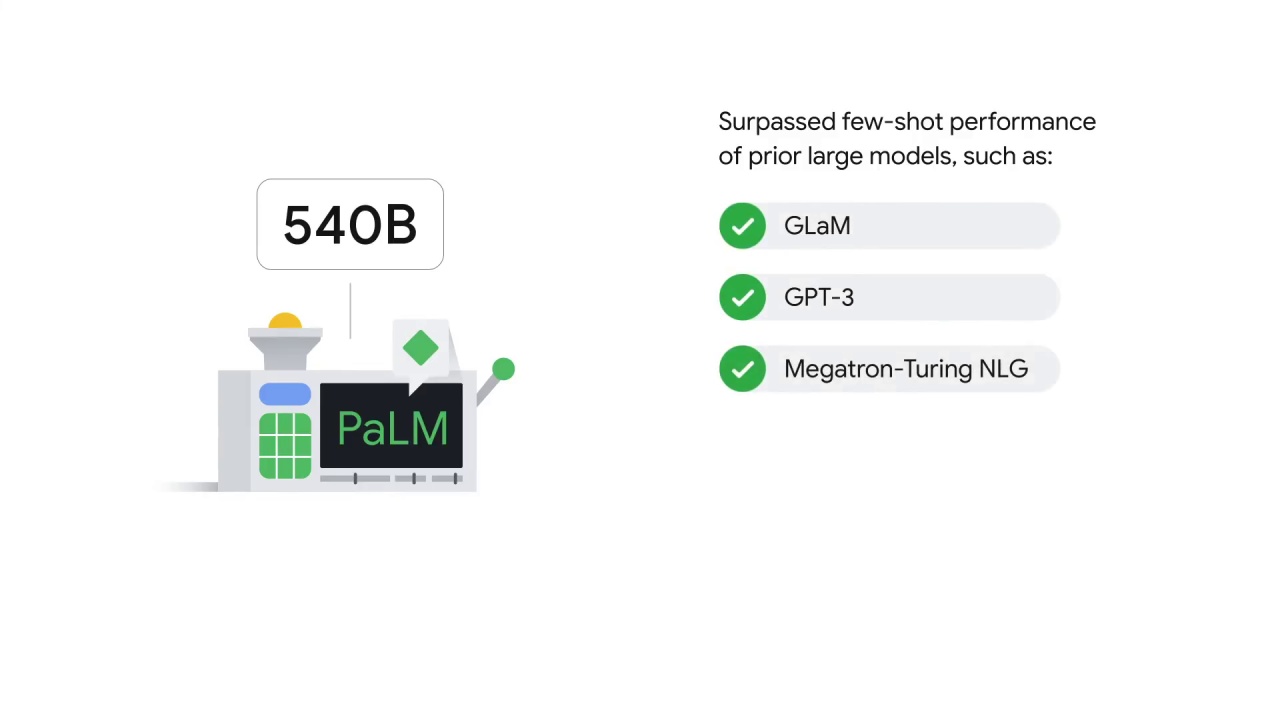 540B
PaLM
Surpassed few-shot performance
of prior large models, such as:
GLaM
GPT-3
Megatron-Turing NLG